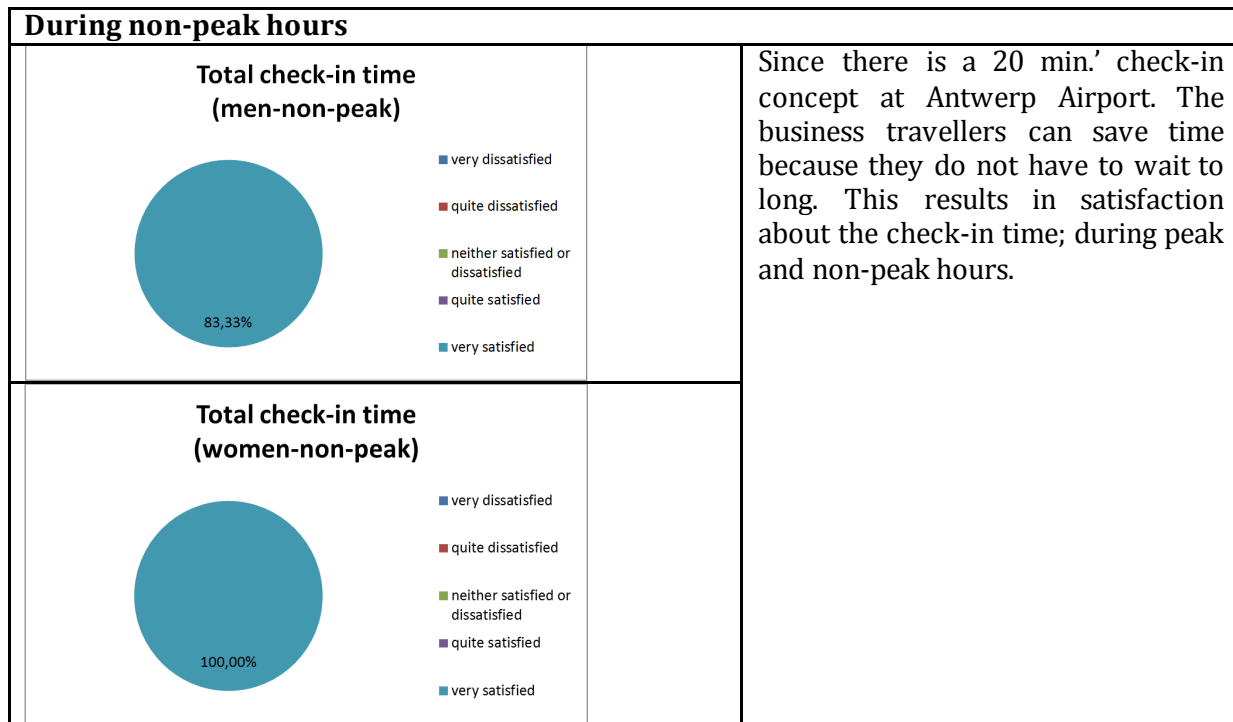 During non-peak hours
Total check-in time
(men-non-peak)
very dissatisfied
quite dissatisfied
neither satisfied or
dissatisfied
quite satisfied
very satisfied
83,33%
Since there is a 20 min.’ check-in
concept at Antwerp Airport. The
business travellers can save time
because they do not have to wait to
long. This results in satisfaction
about the check-in time; during peak
and non-peak hours.
Total check-in time
(women-non-peak)
very dissatisfied
quite dissatisfied
neither satisfied or
dissatisfied
quite satisfied
very satisfied
100,00%